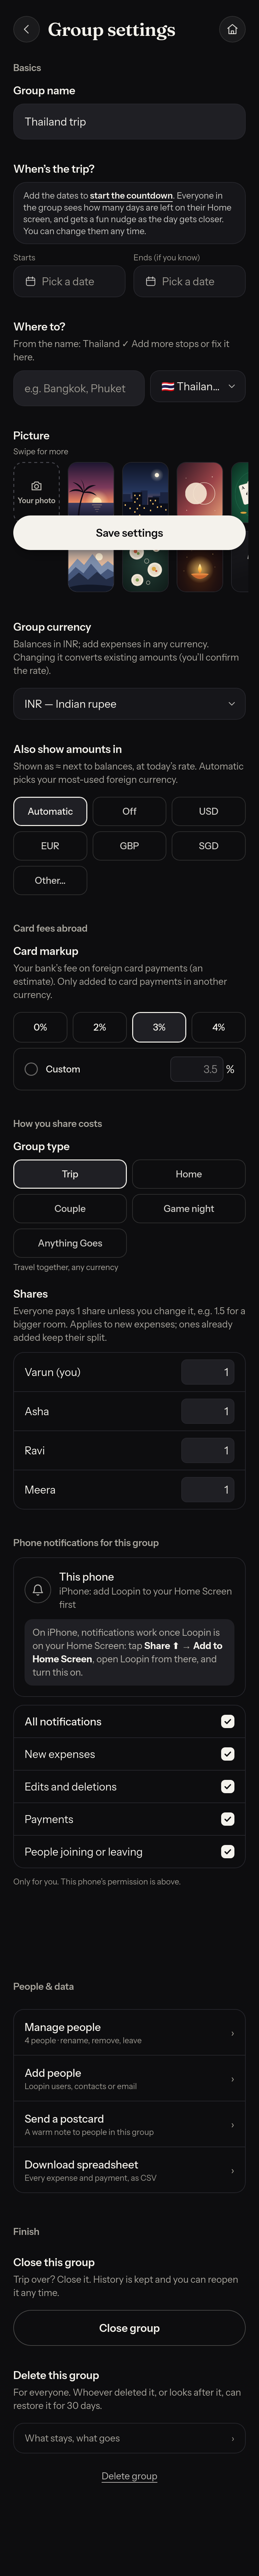 Group settings
Basics
Group name
Thailand trip
When's the trip?
Add the dates to start the countdown. Everyone in
the group sees how many days are left on their Home
screen, and gets a fun nudge as the day gets closer.
You can change them any time.
Starts
Ends (if you know)
Pick a date
Pick a date
Where to?
From the name: Thailand ✓ Add more stops or fix it
here.
e.g. Bangkok, Phuket
🇹🇭 Thailan...
Picture
Swipe for more
Your photo
Save settings
Group currency
Balances in INR; add expenses in any currency.
Changing it converts existing amounts (you'll confirm
the rate).
INR — Indian rupee
Also show amounts in
Shown as ≈ next to balances, at today's rate. Automatic
picks your most-used foreign currency.
Automatic
Off
USD
EUR
GBP
SGD
Other...
Card fees abroad
Card markup
Your bank's fee on foreign card payments (an
estimate). Only added to card payments in another
currency.
0%
2%
3%
4%
Custom
3.5 %
How you share costs
Group type
Trip
Home
Couple
Game night
Anything Goes
Travel together, any currency
Shares
Everyone pays 1 share unless you change it, e.g. 1.5 for a
bigger room. Applies to new expenses; ones already
added keep their split.
Varun (you) 1
Asha 1
Ravi 1
Meera 1
Phone notifications for this group
This phone
iPhone: add Loopin to your Home Screen
first
On iPhone, notifications work once Loopin is
on your Home Screen: tap Share ⬆ → Add to
Home Screen, open Loopin from there, and
turn this on.
All notifications
New expenses
Edits and deletions
Payments
People joining or leaving
Only for you. This phone's permission is above.
People & data
Manage people
4 people · rename, remove, leave
Add people
Loopin users, contacts or email
Send a postcard
A warm note to people in this group
Download spreadsheet
Every expense and payment, as CSV
Finish
Close this group
Trip over? Close it. History is kept and you can reopen
it any time.
Close group
Delete this group
For everyone. Whoever deleted it, or looks after it, can
restore it for 30 days.
What stays, what goes
Delete group